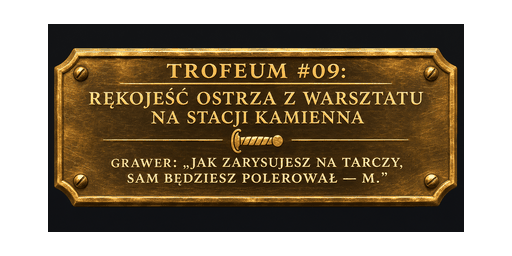 TROFEUM #09:
RĘKOJEŚĆ OSTRZA Z WARSZTATU
NA STACJI KAMIENNA
GRAWER: „JAK ZARYSUJESZ NA TARCZY,
SAM BĘDZIESZ POLEROWAŁ — M.”